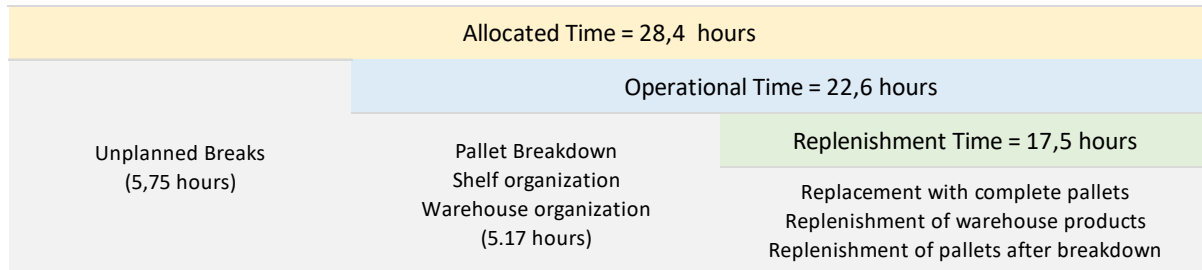 Allocated Time = 28,4 hours
Operational Time = 22,6 hours
Unplanned Breaks
(5,75 hours)
Pallet Breakdown
Shelf organization
Warehouse organization
(5.17 hours)
Replenishment Time = 17,5 hours
Replacement with complete pallets
Replenishment of warehouse products
Replenishment of pallets after breakdown